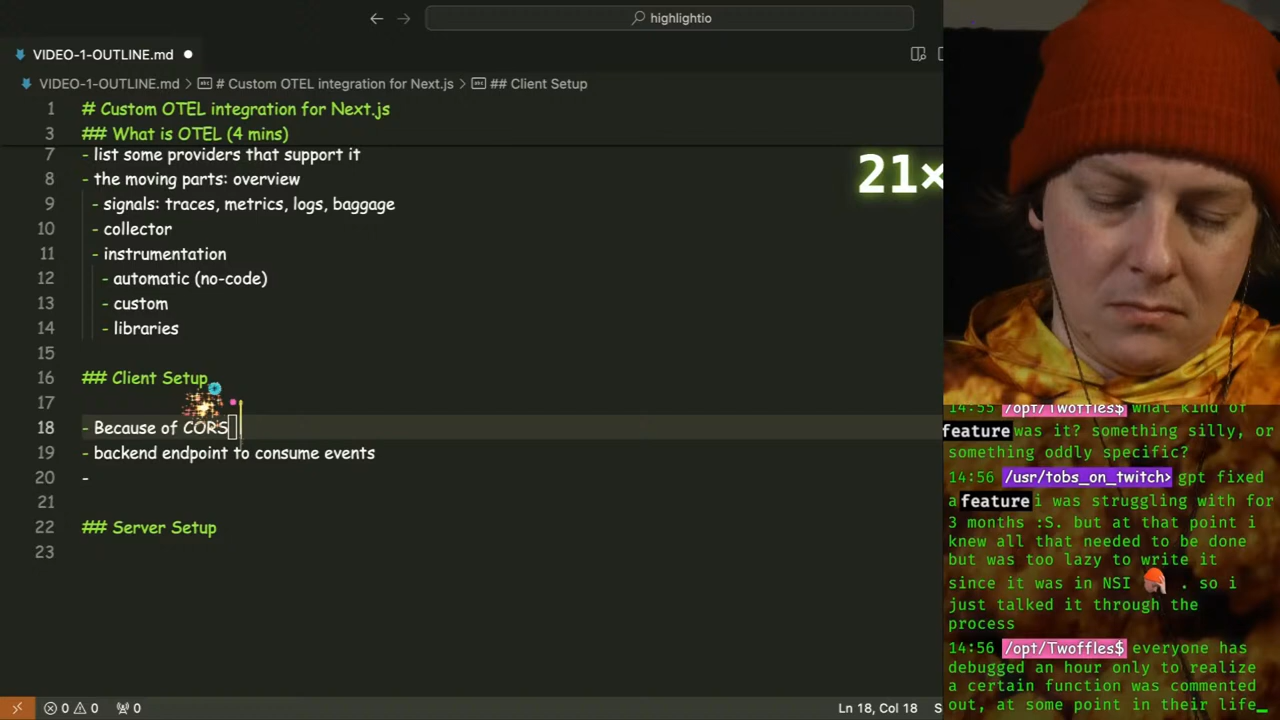 highlightio
VIDEO-1-OUTLINE.md
VIDEO-1-OUTLINE.md > # Custom OTEL integration for Next.js > ## Client Setup
1 # Custom OTEL integration for Next.js
3 ## What is OTEL (4 mins)
7 - list some providers that support it
8 - the moving parts: overview
9 - signals: traces, metrics, logs, baggage
10 - collector
11 - instrumentation
12 - automatic (no-code)
13 - custom
14 - libraries
15
16 ## Client Setup
17
18 - Because of CORS
19 - backend endpoint to consume events
20 -
21
22 ## Server Setup
23
21×
14:55 /opt/Twoffles$ what kind of
feature was it? something silly, or
something oddly specific?
14:56 /usr/tobs_on_twitch> gpt fixed
a feature i was struggling with for
3 months :S. but at that point i
knew all that needed to be done
but was too lazy to write it
since it was in NSI . so i
just talked it through the
process
14:56 /opt/Twoffles$ everyone has
debugged an hour only to realize
a certain function was commented
out, at some point in their life_
0 0 0
Ln 18, Col 18 S